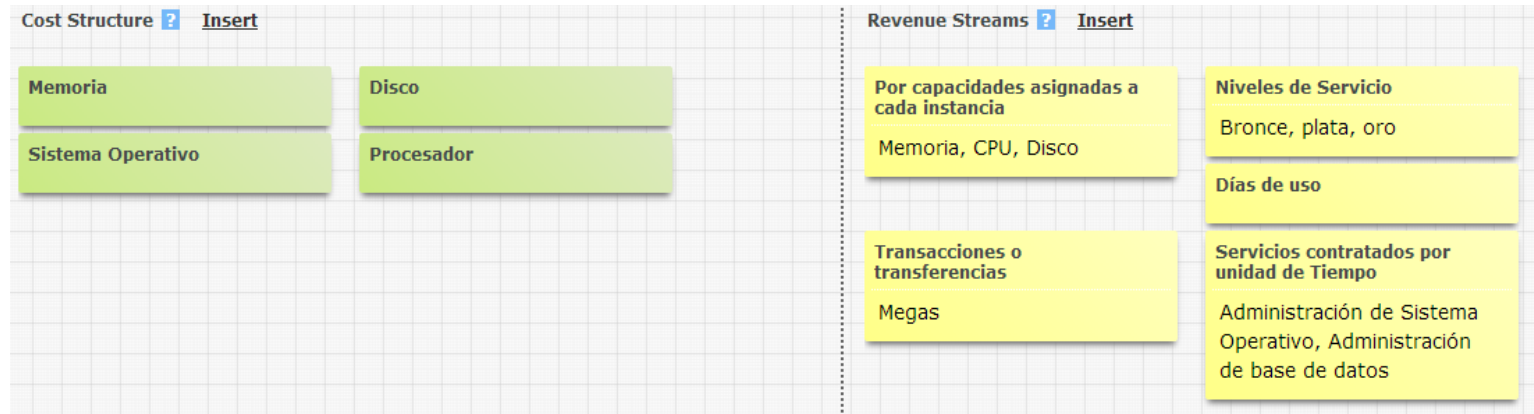 Cost Structure ? Insert
Memoria
Disco
Sistema Operativo
Procesador
Revenue Streams ? Insert
Por capacidades asignadas a
cada instancia
Memoria, CPU, Disco
Niveles de Servicio
Bronce, plata, oro
Días de uso
Transacciones o
transferencias
Megas
Servicios contratados por
unidad de Tiempo
Administración de Sistema
Operativo, Administración
de base de datos